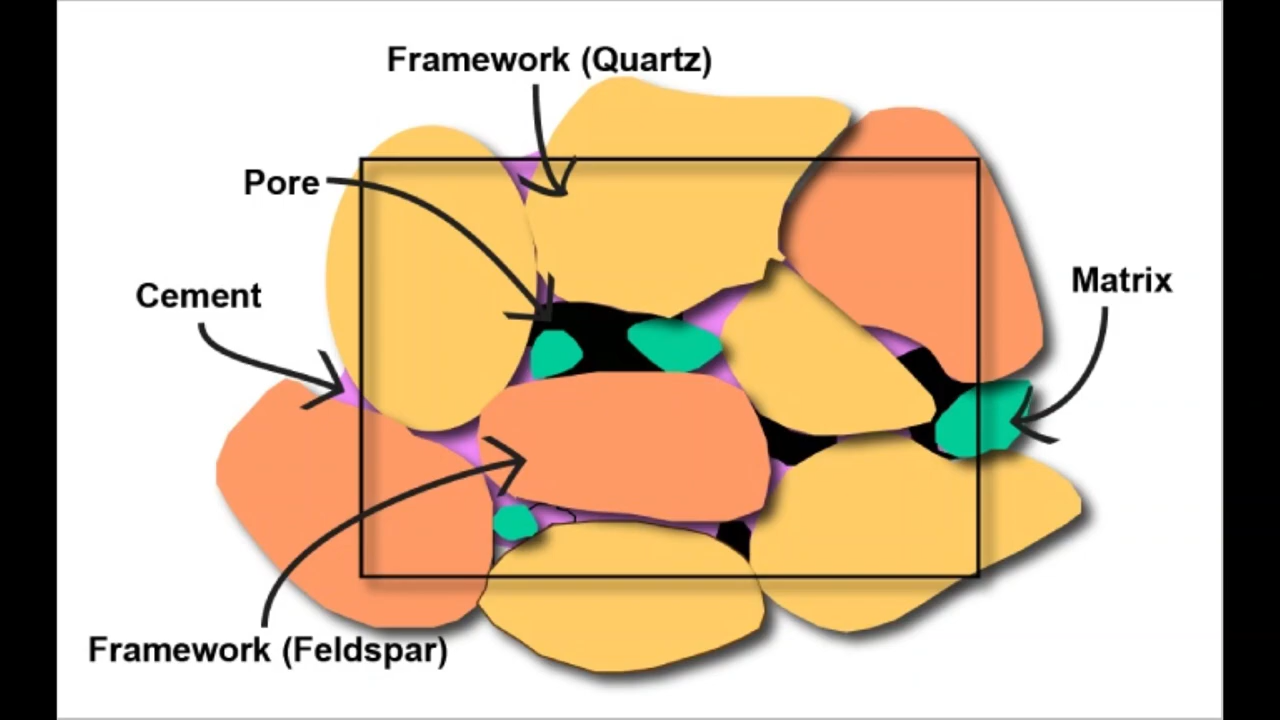 Framework (Quartz)
Pore
Cement
Matrix
Framework (Feldspar)